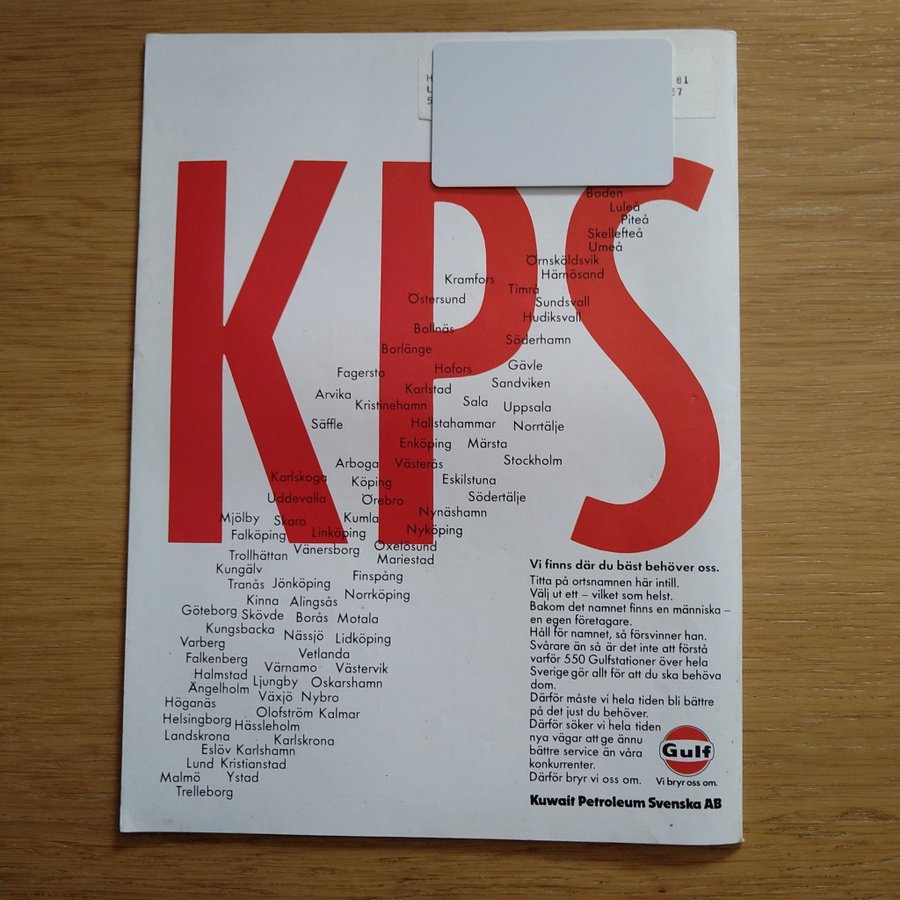 81
57
KPS
Boden
Luleå
Piteå
Skellefteå
Umeå
Örnsköldsvik
Kramfors Härnösand
Timrå
Östersund Sundsvall
Hudiksvall
Bollnäs
Söderhamn
Borlänge
Hofors Gävle
Fagersta
Karlstad Sandviken
Arvika
Kristinehamn Sala Uppsala
Säffle Hallstahammar Norrtälje
Enköping Märsta
Arboga Västerås Stockholm
Karlskoga Köping Eskilstuna
Uddevalla Örebro Södertälje
Nynäshamn
Mjölby Skara Kumla
Falköping Linköping Nyköping
Trollhättan Vänersborg Oxelösund
Mariestad
Kungälv
Finspång
Tranås Jönköping
Norrköping
Kinna Alingsås
Göteborg Skövde Borås Motala
Kungsbacka Nässjö Lidköping
Varberg
Vetlanda
Falkenberg
Värnamo Västervik
Halmstad Ljungby Oskarshamn
Ängelholm
Växjö Nybro
Höganäs
Olofström Kalmar
Helsingborg Hässleholm
Landskrona Karlskrona
Eslöv Karlshamn
Lund Kristianstad
Malmö Ystad
Trelleborg
Vi finns där du bäst behöver oss.
Titta på ortsnamnen här intill.
Välj ut ett – vilket som helst.
Bakom det namnet finns en människa –
en egen företagare.
Håll för namnet, så försvinner han.
Svårare än så är det inte att förstå
varför 550 Gulfstationer över hela
Sverige gör allt för att du ska behöva
dom.
Därför måste vi hela tiden bli bättre
på det just du behöver.
Därför söker vi hela tiden
nya vägar att ge ännu
bättre service än våra
konkurrenter.
Därför bryr vi oss om.
Gulf
Vi bryr oss om.
Kuwait Petroleum Svenska AB